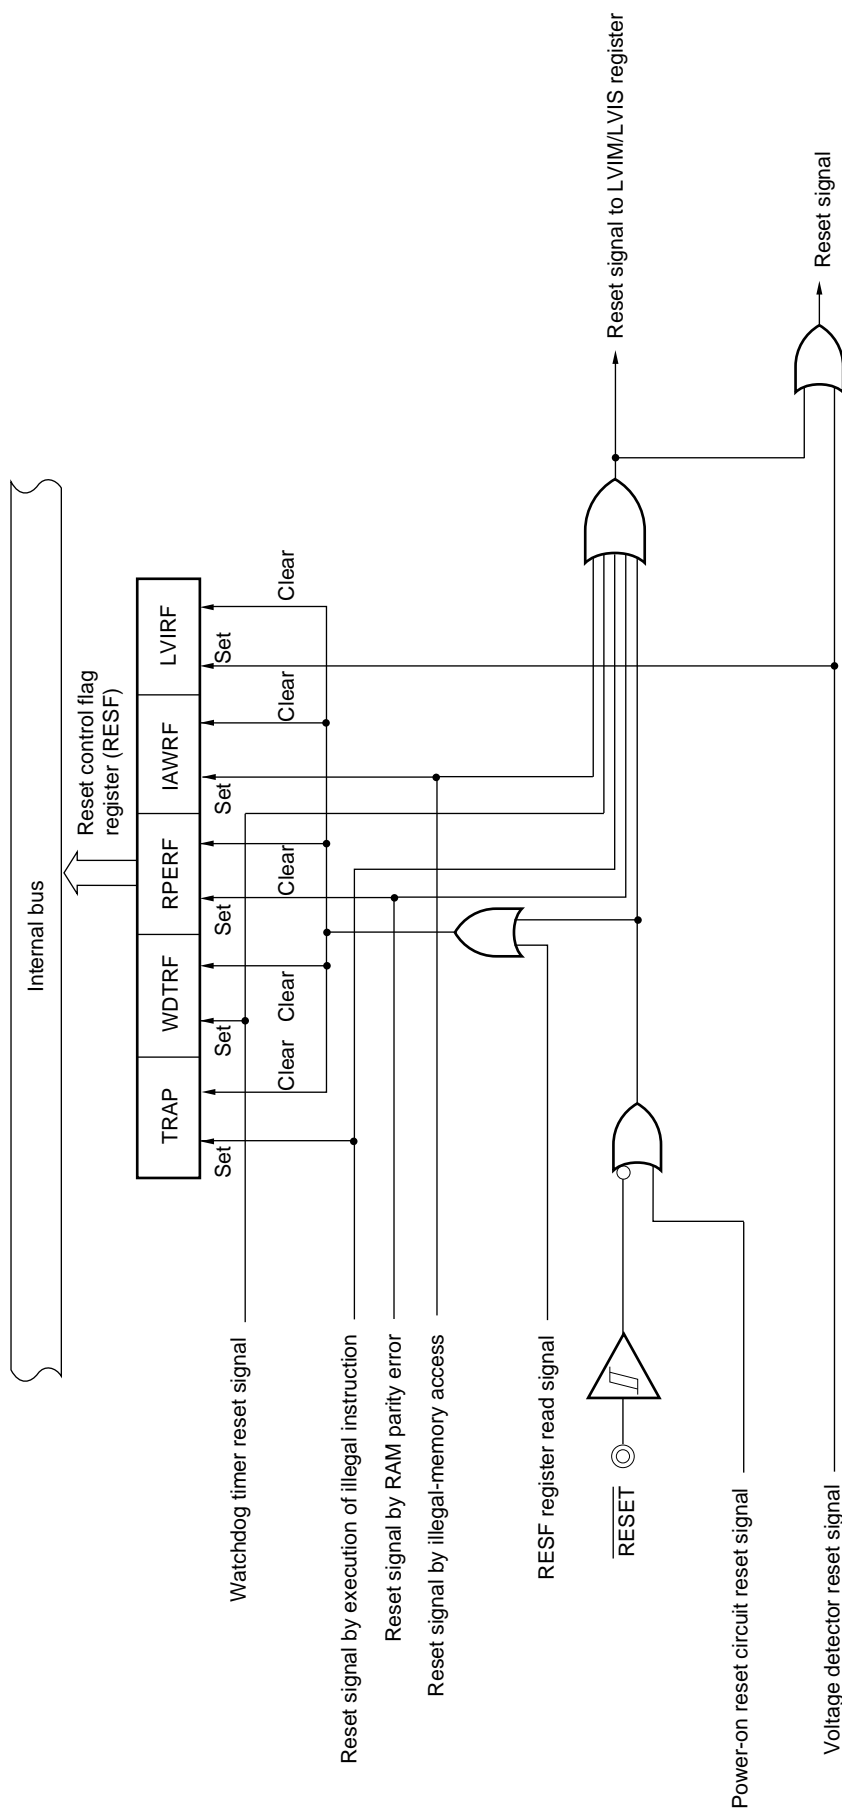 Internal bus
Reset control flag
register (RESF)
TRAP
WDTRF
RPERF
IAWRF
LVIRF
Set
Clear
Set
Clear
Set
Clear
Set
Clear
Set
Clear
Watchdog timer reset signal
Reset signal by execution of illegal instruction
Reset signal by RAM parity error
Reset signal by illegal-memory access
RESF register read signal
RESET
Power-on reset circuit reset signal
Voltage detector reset signal
Reset signal to LVIM/LVIS register
Reset signal